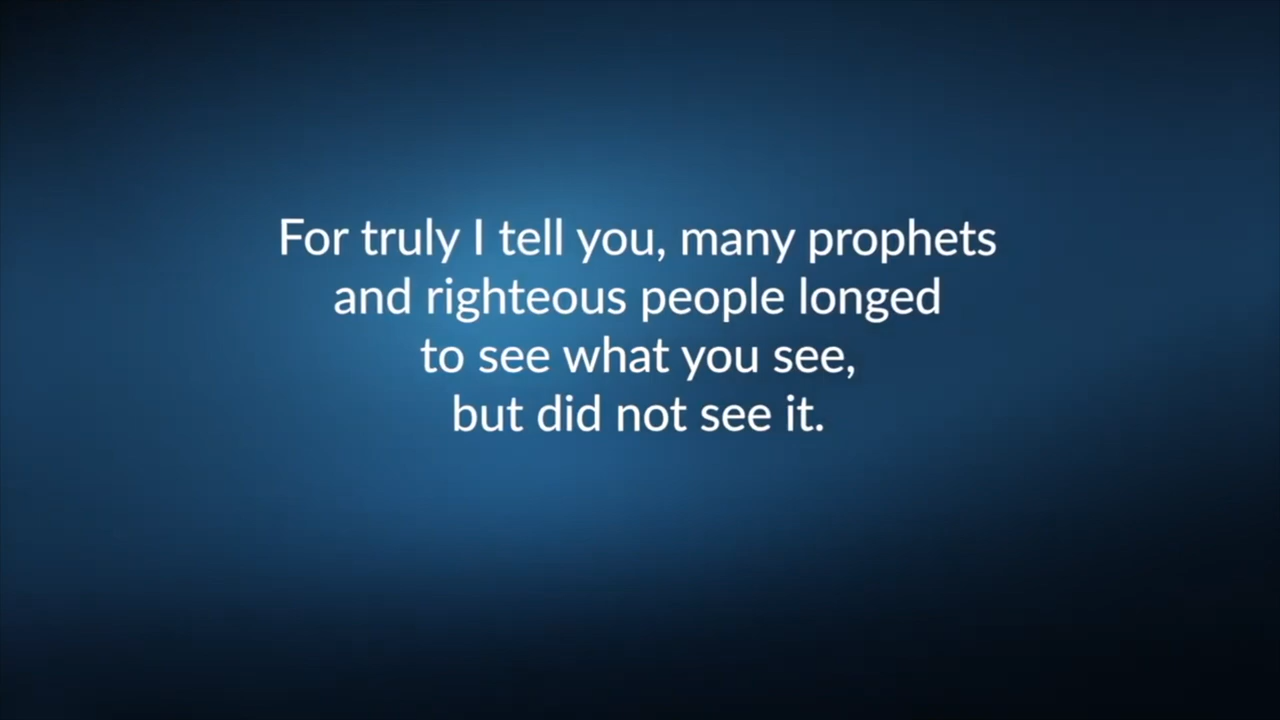 For truly I tell you, many prophets
and righteous people longed
to see what you see,
but did not see it.